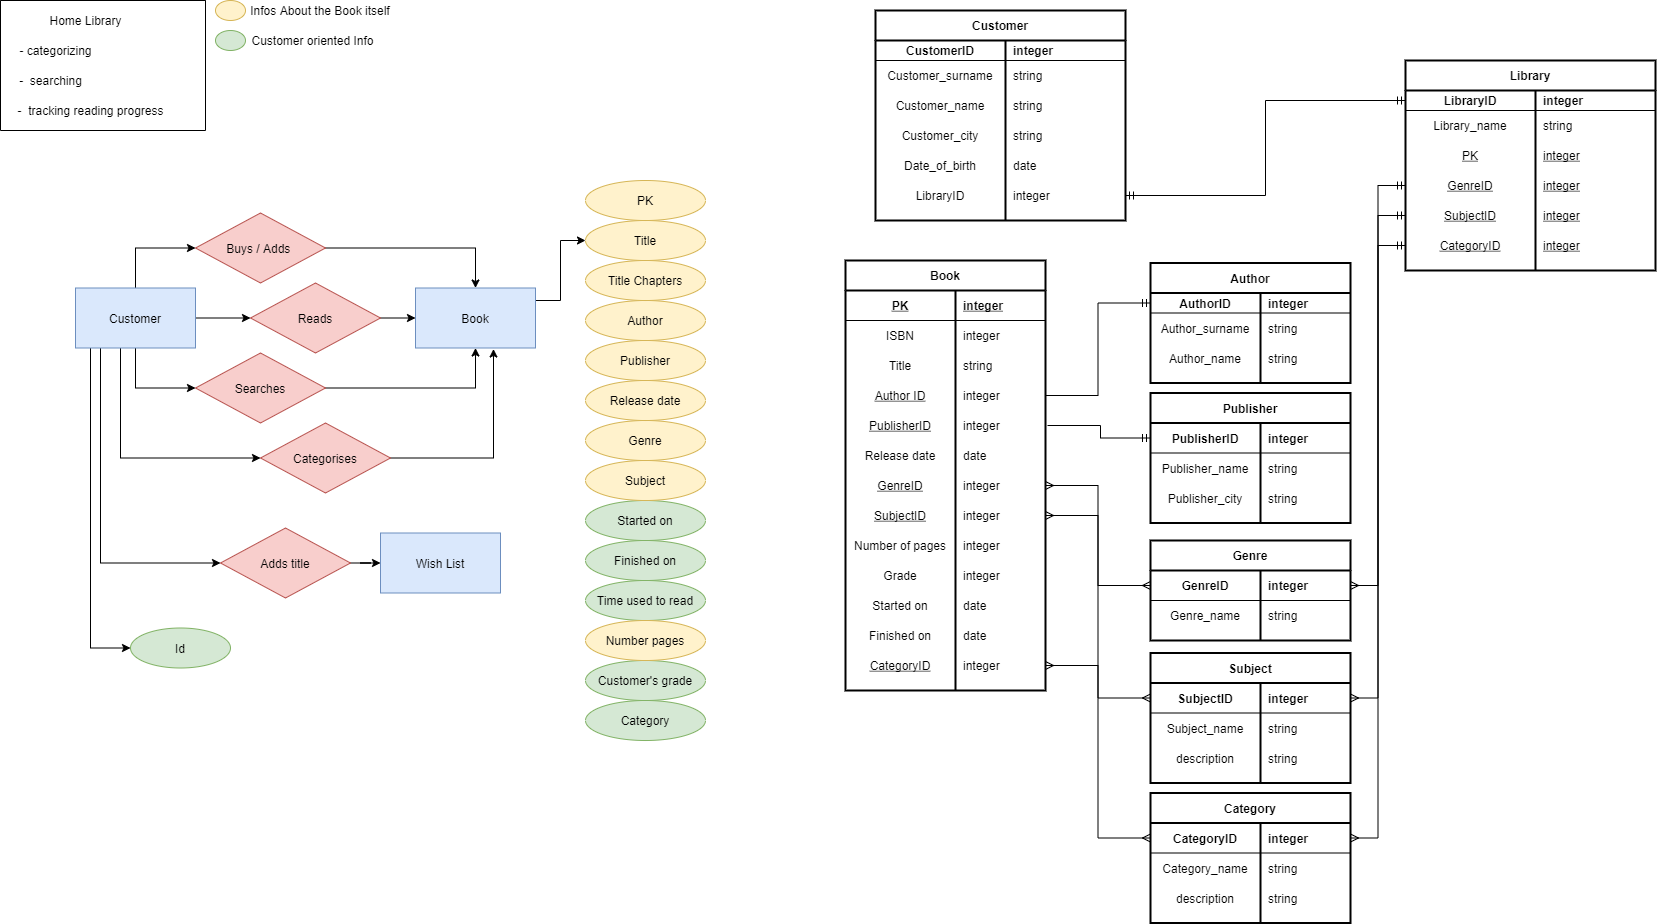 Home Library
- categorizing
- searching
- tracking reading progress
Infos About the Book itself
Customer oriented Info
Buys / Adds
Customer
Reads
Book
Searches
Categorises
Adds title
Wish List
Id
PK
Title
Title Chapters
Author
Publisher
Release date
Genre
Subject
Started on
Finished on
Time used to read
Number pages
Customer's grade
Category
Customer
CustomerID integer
Customer_surname string
Customer_name string
Customer_city string
Date_of_birth date
LibraryID integer
Library
LibraryID integer
Library_name string
PK integer
GenreID integer
SubjectID integer
CategoryID integer
Book
PK integer
ISBN integer
Title string
Author ID integer
PublisherID integer
Release date date
GenreID integer
SubjectID integer
Number of pages integer
Grade integer
Started on date
Finished on date
CategoryID integer
Author
AuthorID integer
Author_surname string
Author_name string
Publisher
PublisherID integer
Publisher_name string
Publisher_city string
Genre
GenreID integer
Genre_name string
Subject
SubjectID integer
Subject_name string
description string
Category
CategoryID integer
Category_name string
description string